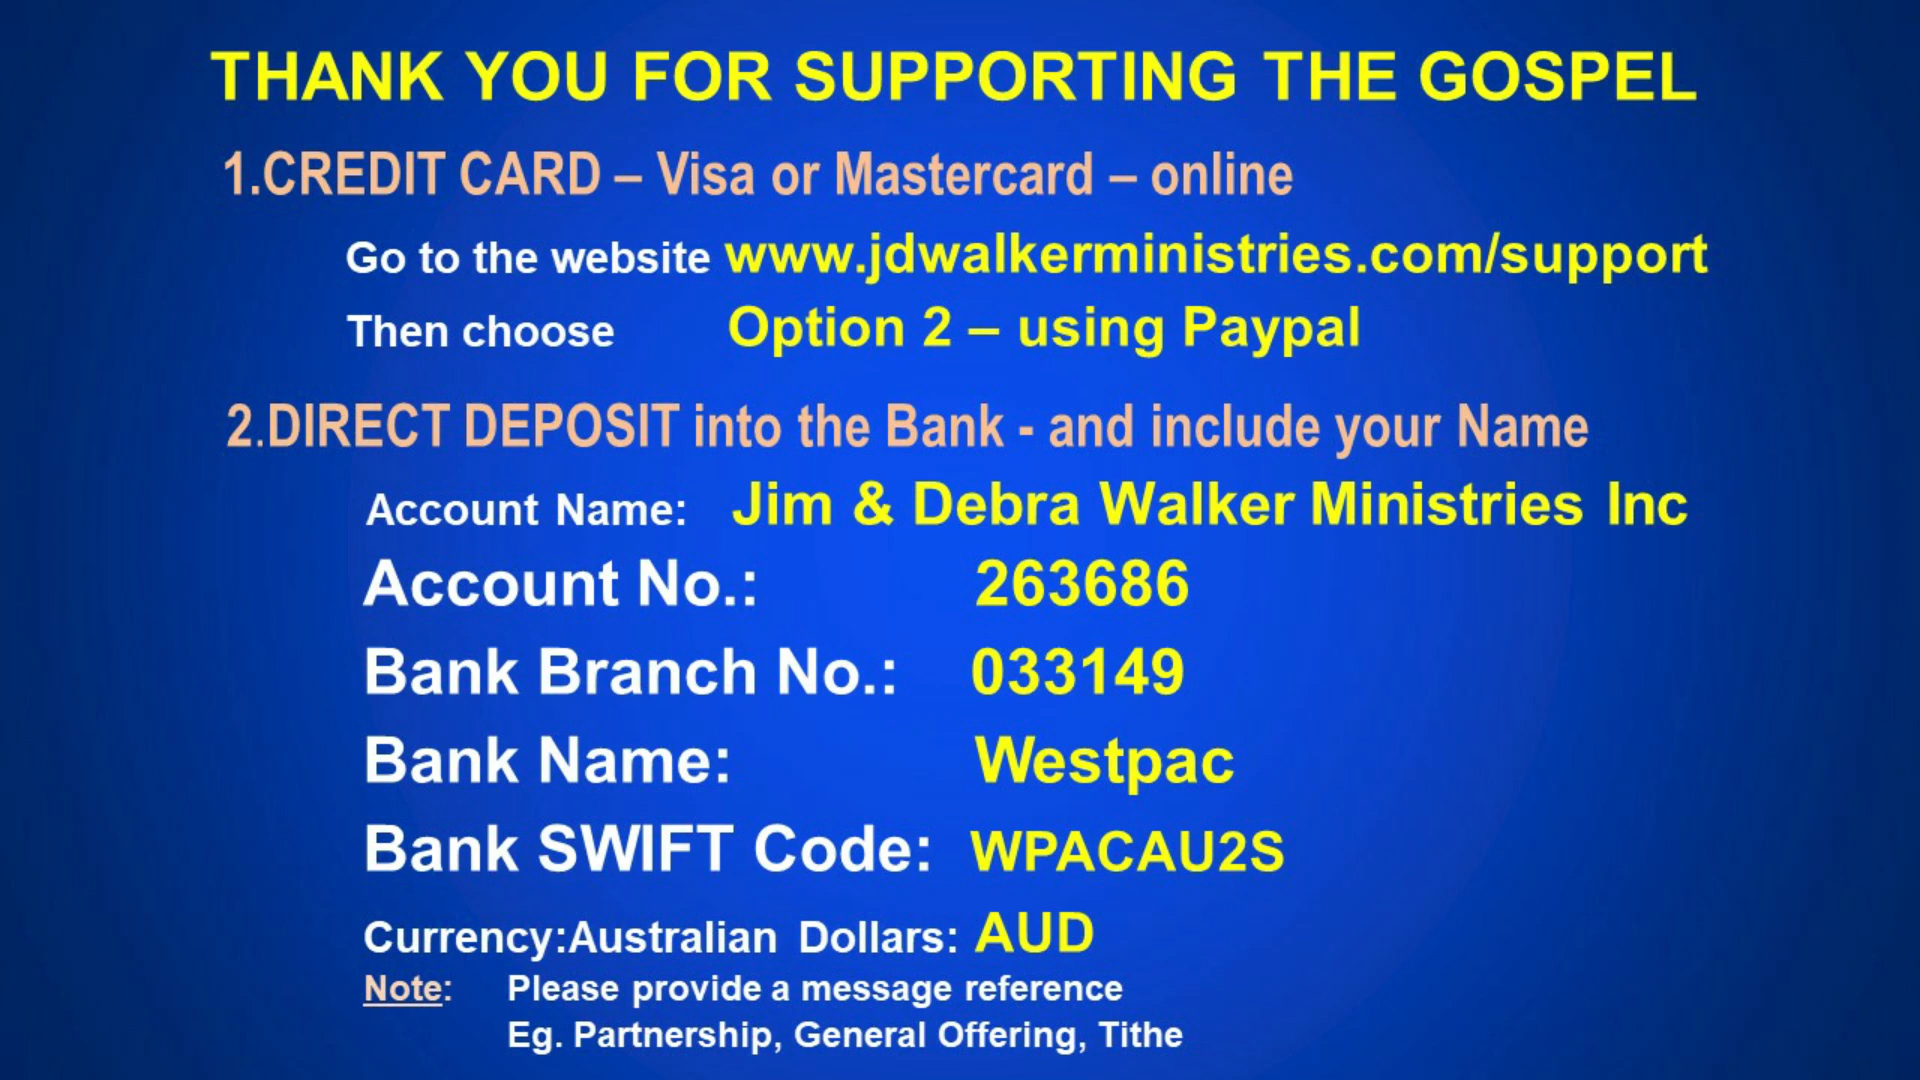 THANK YOU FOR SUPPORTING THE GOSPEL
1.CREDIT CARD – Visa or Mastercard – online
Go to the website www.jdwalkerministries.com/support
Then choose Option 2 – using Paypal
2.DIRECT DEPOSIT into the Bank - and include your Name
Account Name: Jim & Debra Walker Ministries Inc
Account No.: 263686
Bank Branch No.: 033149
Bank Name: Westpac
Bank SWIFT Code: WPACAU2S
Currency:Australian Dollars: AUD
Note: Please provide a message reference
Eg. Partnership, General Offering, Tithe